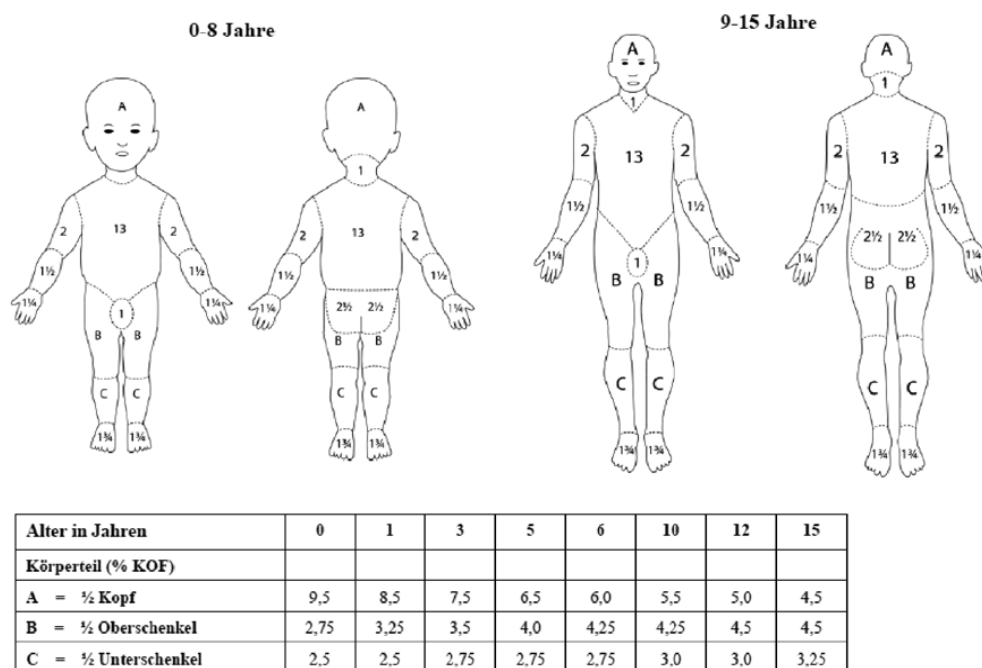 0-8 Jahre
9-15 Jahre
A
A
1
13
13
2
2
2
2
1½
1½
1½
1½
1¼
1¼
1¼
1¼
1
2½
2½
B
B
B
B
C
C
C
C
1¾
1¾
1¾
1¾
A
A
1
1
2
13
2
2
13
2
1½
1½
1½
1½
2½
2½
1¼
1¼
1¼
1¼
1
B
B
B
B
C
C
C
C
1¾
1¾
1¾
1¾
Alter in Jahren 0 1 3 5 6 10 12 15
Körperteil (% KOF)
A = ½ Kopf 9,5 8,5 7,5 6,5 6,0 5,5 5,0 4,5
B = ½ Oberschenkel 2,75 3,25 3,5 4,0 4,25 4,25 4,5 4,5
C = ½ Unterschenkel 2,5 2,5 2,75 2,75 2,75 3,0 3,0 3,25